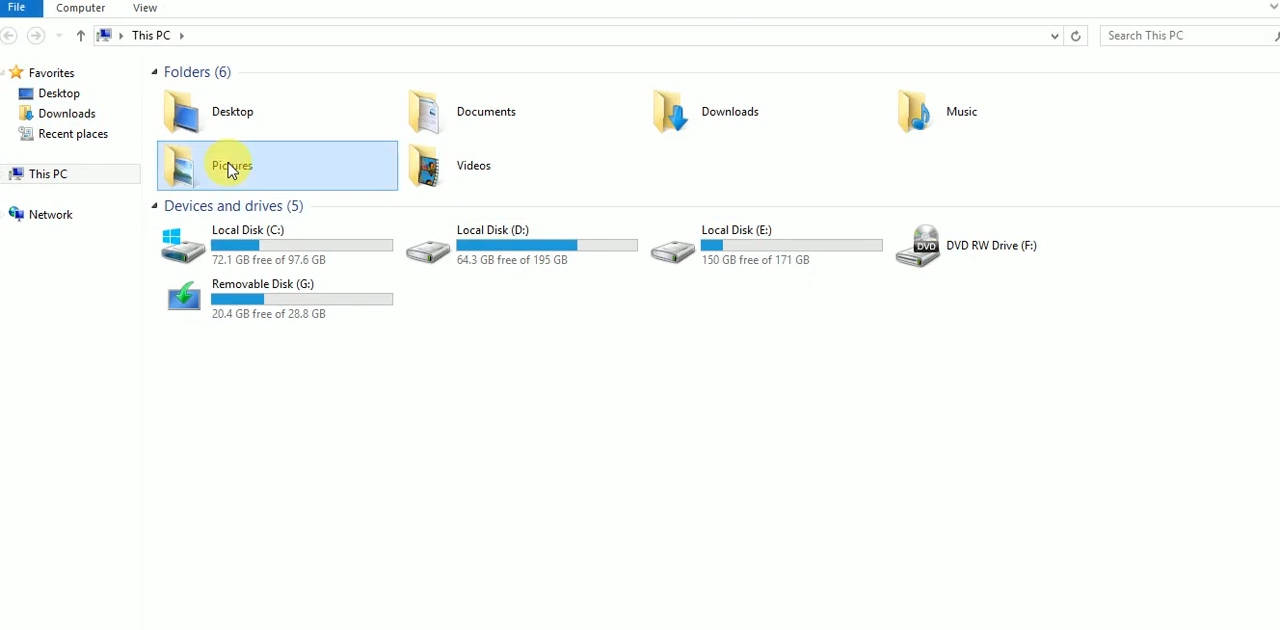 File Computer View
This PC
Search This PC
Favorites
Desktop
Downloads
Recent places
This PC
Network
Folders (6)
Desktop Documents Downloads Music
Pictures Videos
Devices and drives (5)
Local Disk (C:)
72.1 GB free of 97.6 GB
Local Disk (D:)
64.3 GB free of 195 GB
Local Disk (E:)
150 GB free of 171 GB
DVD
DVD RW Drive (F:)
Removable Disk (G:)
20.4 GB free of 28.8 GB